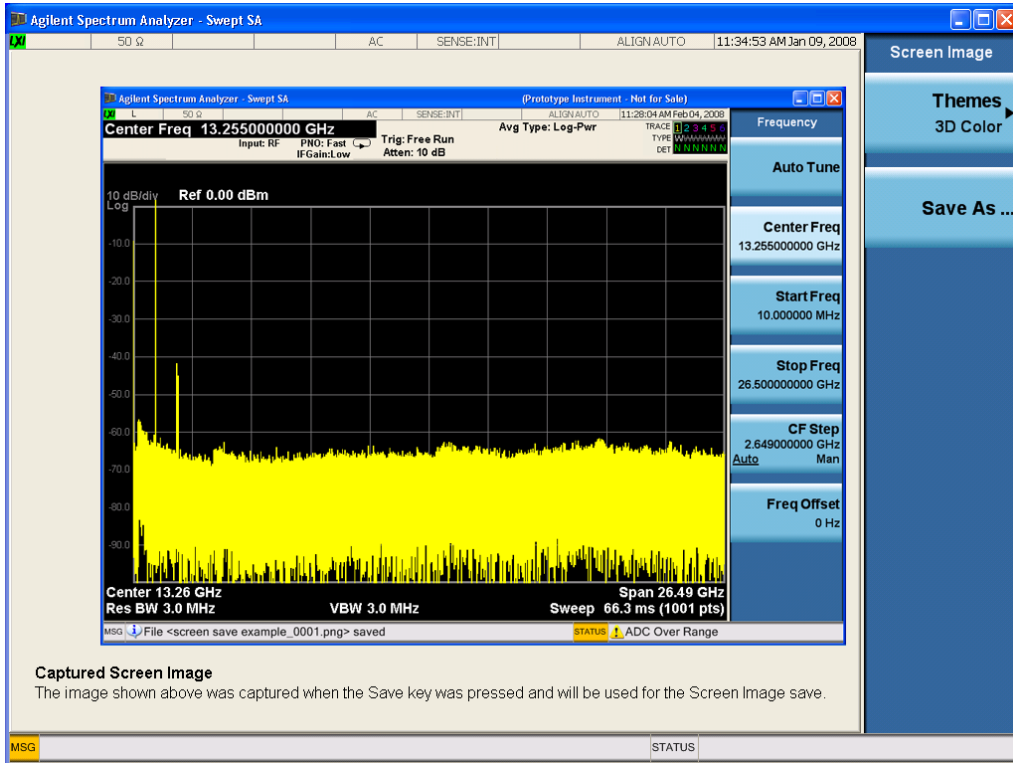 Agilent Spectrum Analyzer - Swept SA
LXI 50 Ω AC SENSE:INT ALIGN AUTO 11:34:53 AM Jan 09, 2008
Screen Image
Themes
3D Color
Save As ...
Agilent Spectrum Analyzer - Swept SA (Prototype Instrument - Not for Sale)
LXI L 50 Ω AC SENSE:INT ALIGN AUTO 11:28:04 AM Feb 04, 2008
Center Freq 13.255000000 GHz
Input: RF
PNO: Fast
IFGain:Low
Trig: Free Run
Atten: 10 dB
Avg Type: Log-Pwr
TRACE 1 2 3 4 5 6
TYPE WWWWWW
DET N N N N N N
Frequency
Auto Tune
Center Freq
13.255000000 GHz
Start Freq
10.000000 MHz
Stop Freq
26.500000000 GHz
CF Step
2.649000000 GHz
Auto Man
Freq Offset
0 Hz
10 dB/div Ref 0.00 dBm
Log
-10.0
-20.0
-30.0
-40.0
-50.0
-60.0
-70.0
-80.0
-90.0
Center 13.26 GHz Span 26.49 GHz
Res BW 3.0 MHz VBW 3.0 MHz Sweep 66.3 ms (1001 pts)
MSG File <screen save example_0001.png> saved STATUS ADC Over Range
Captured Screen Image
The image shown above was captured when the Save key was pressed and will be used for the Screen Image save.
MSG STATUS